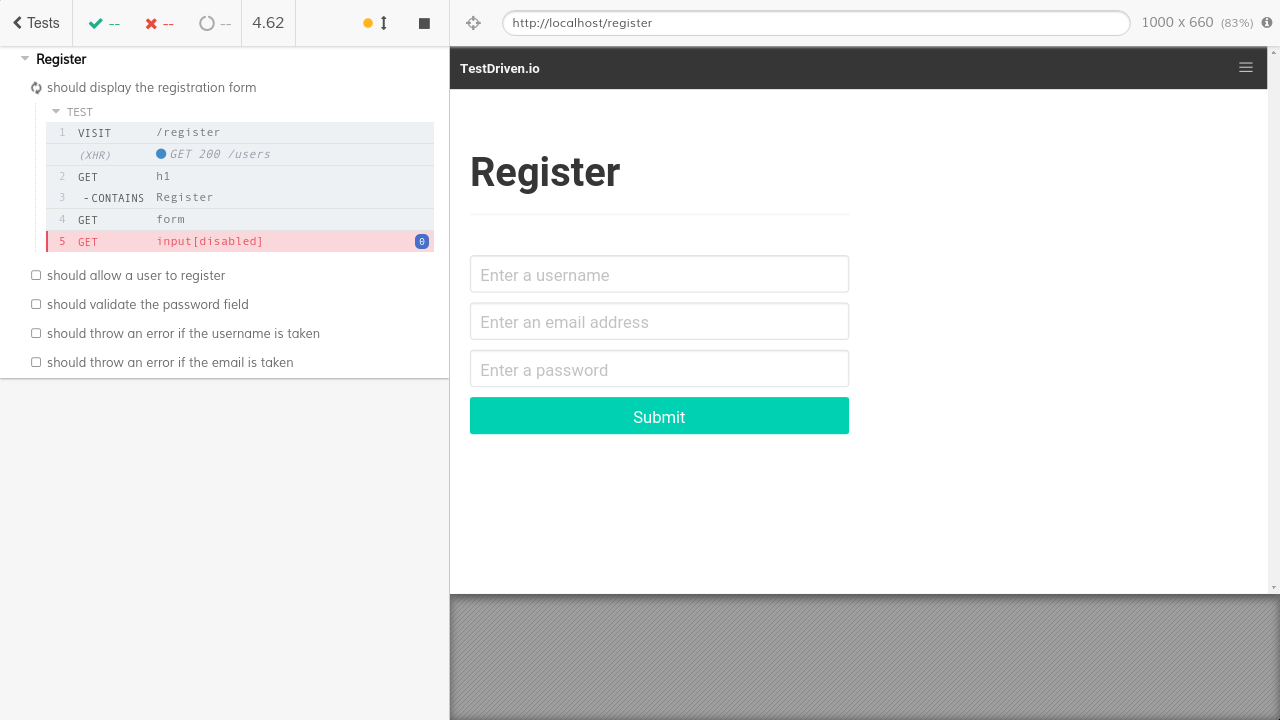 Tests
--
--
--
4.62
http://localhost/register
1000 x 660 (83%)
Register
should display the registration form
TEST
1 VISIT /register
(XHR) GET 200 /users
2 GET h1
3 -CONTAINS Register
4 GET form
5 GET input[disabled] 0
should allow a user to register
should validate the password field
should throw an error if the username is taken
should throw an error if the email is taken
TestDriven.io
Register
Enter a username
Enter an email address
Enter a password
Submit